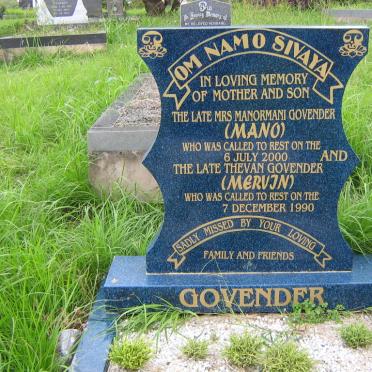 OM NAMO SIVAYA
IN LOVING MEMORY
OF MOTHER AND SON
THE LATE MRS MANORMANI GOVENDER
(MANO)
WHO WAS CALLED TO REST ON THE
6 JULY 2000 AND
THE LATE THEVAN GOVENDER
(MERVIN)
WHO WAS CALLED TO REST ON THE
7 DECEMBER 1990
SADLY MISSED BY YOUR LOVING
FAMILY AND FRIENDS
GOVENDER